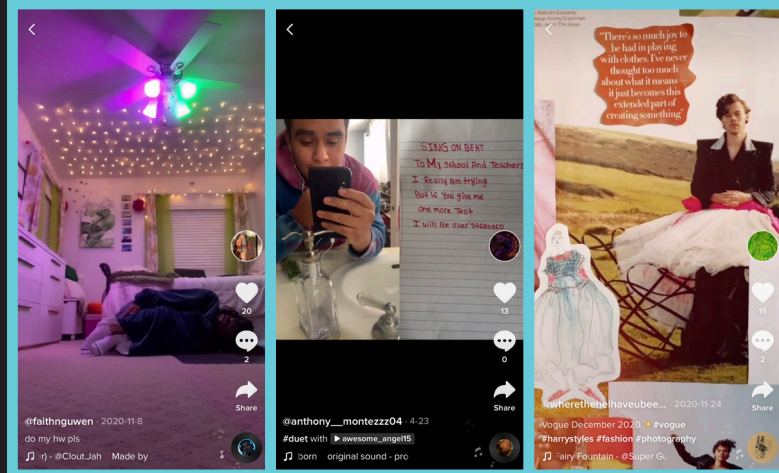 20
2
Share
@faithnguwen · 2020-11-8
do my hw pls
r) - @Clout.Jah Made by
SING ON BEAT
To My School And Teachers
I Really Am trying
But if You give me
one more Test
I will Be over STRESSED
13
0
Share
@anthony__montezzz04 · 4-23
#duet with ▶ awesome_angel15
born original sound - pro
"There's so much joy to
be had in playing
with clothes. I've never
thought too much
about what it means
it just becomes this
extended part of
creating something"
15
2
Share
@wherethehelhaveubee... · 2020-11-24
Vogue December 2020 ✨ #vogue
#harrystyles #fashion #photography
Fairy Fountain - @Super Gu